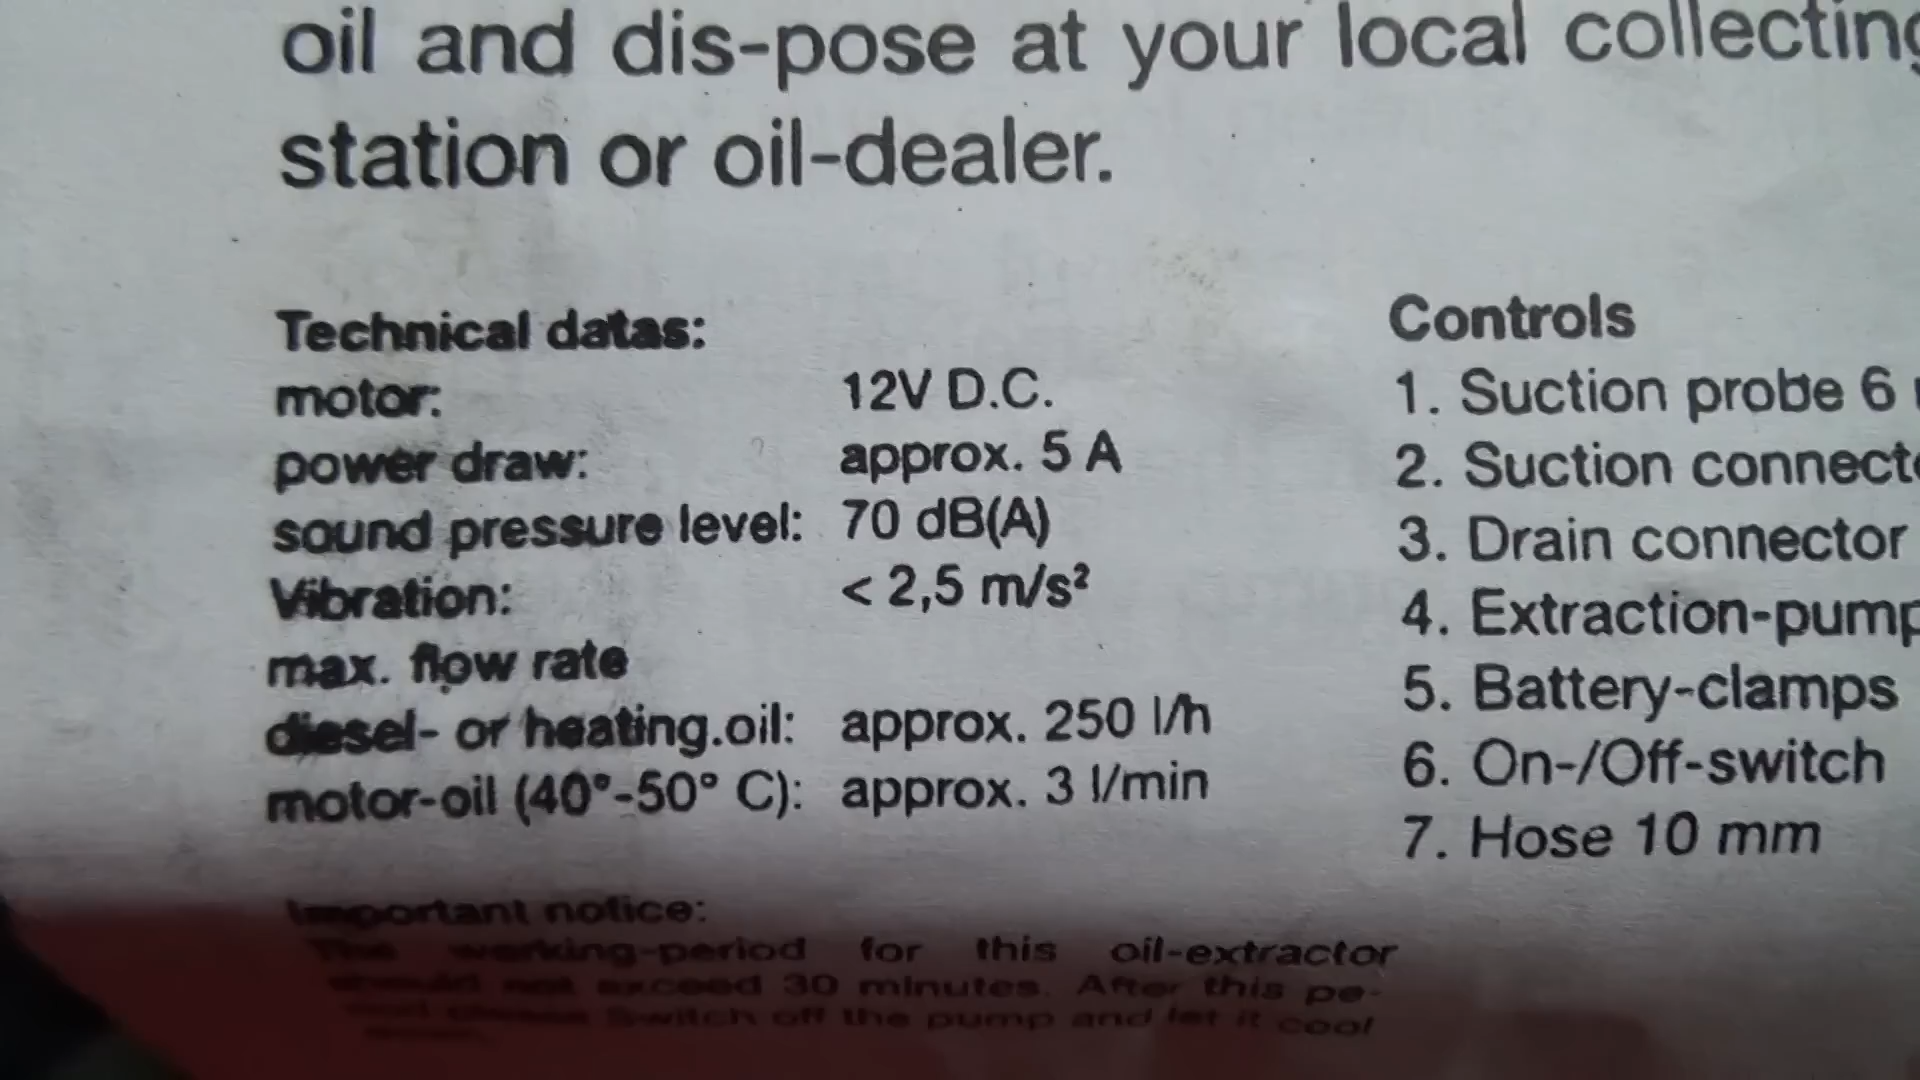 oil and dis-pose at your local collecting
station or oil-dealer.
Technical datas:
motor: 12V D.C.
power draw: approx. 5 A
sound pressure level: 70 dB(A)
Vibration: < 2,5 m/s²
max. flow rate
diesel- or heating.oil: approx. 250 l/h
motor-oil (40°-50° C): approx. 3 l/min
Important notice:
The working-period for this oil-extractor
should not exceed 30 minutes. After this pe-
switch off the pump and let it cool
Controls
1. Suction probe 6
2. Suction
3. Drain connector
4. Extraction-pump
5. Battery-clamps
6. On-/Off-switch
7. Hose 10 mm